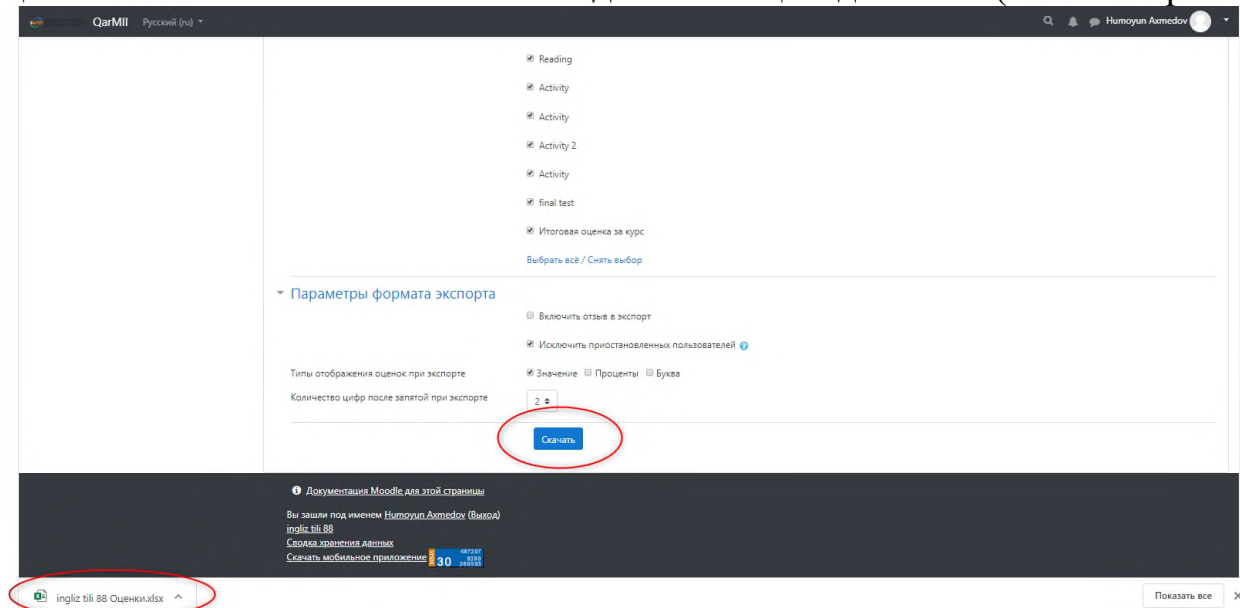 QarMII Русский (ru) Humoyun Axmedov
Reading
Activity
Activity
Activity 2
Activity
final test
Итоговая оценка за курс
Выбрать всё / Снять выбор
Параметры формата экспорта
Включить отзыв в экспорт
Исключить приостановленных пользователей
Типы отображения оценок при экспорте Значение Проценты Буква
Количество цифр после запятой при экспорте 2
Скачать
Документация Moodle для этой страницы
Вы зашли под именем Humoyun Axmedov (Выход)
ingliz tili 88
Сводка хранения данных
Скачать мобильное приложение 30
ingliz tili 88 Оценки.xlsx Показать все